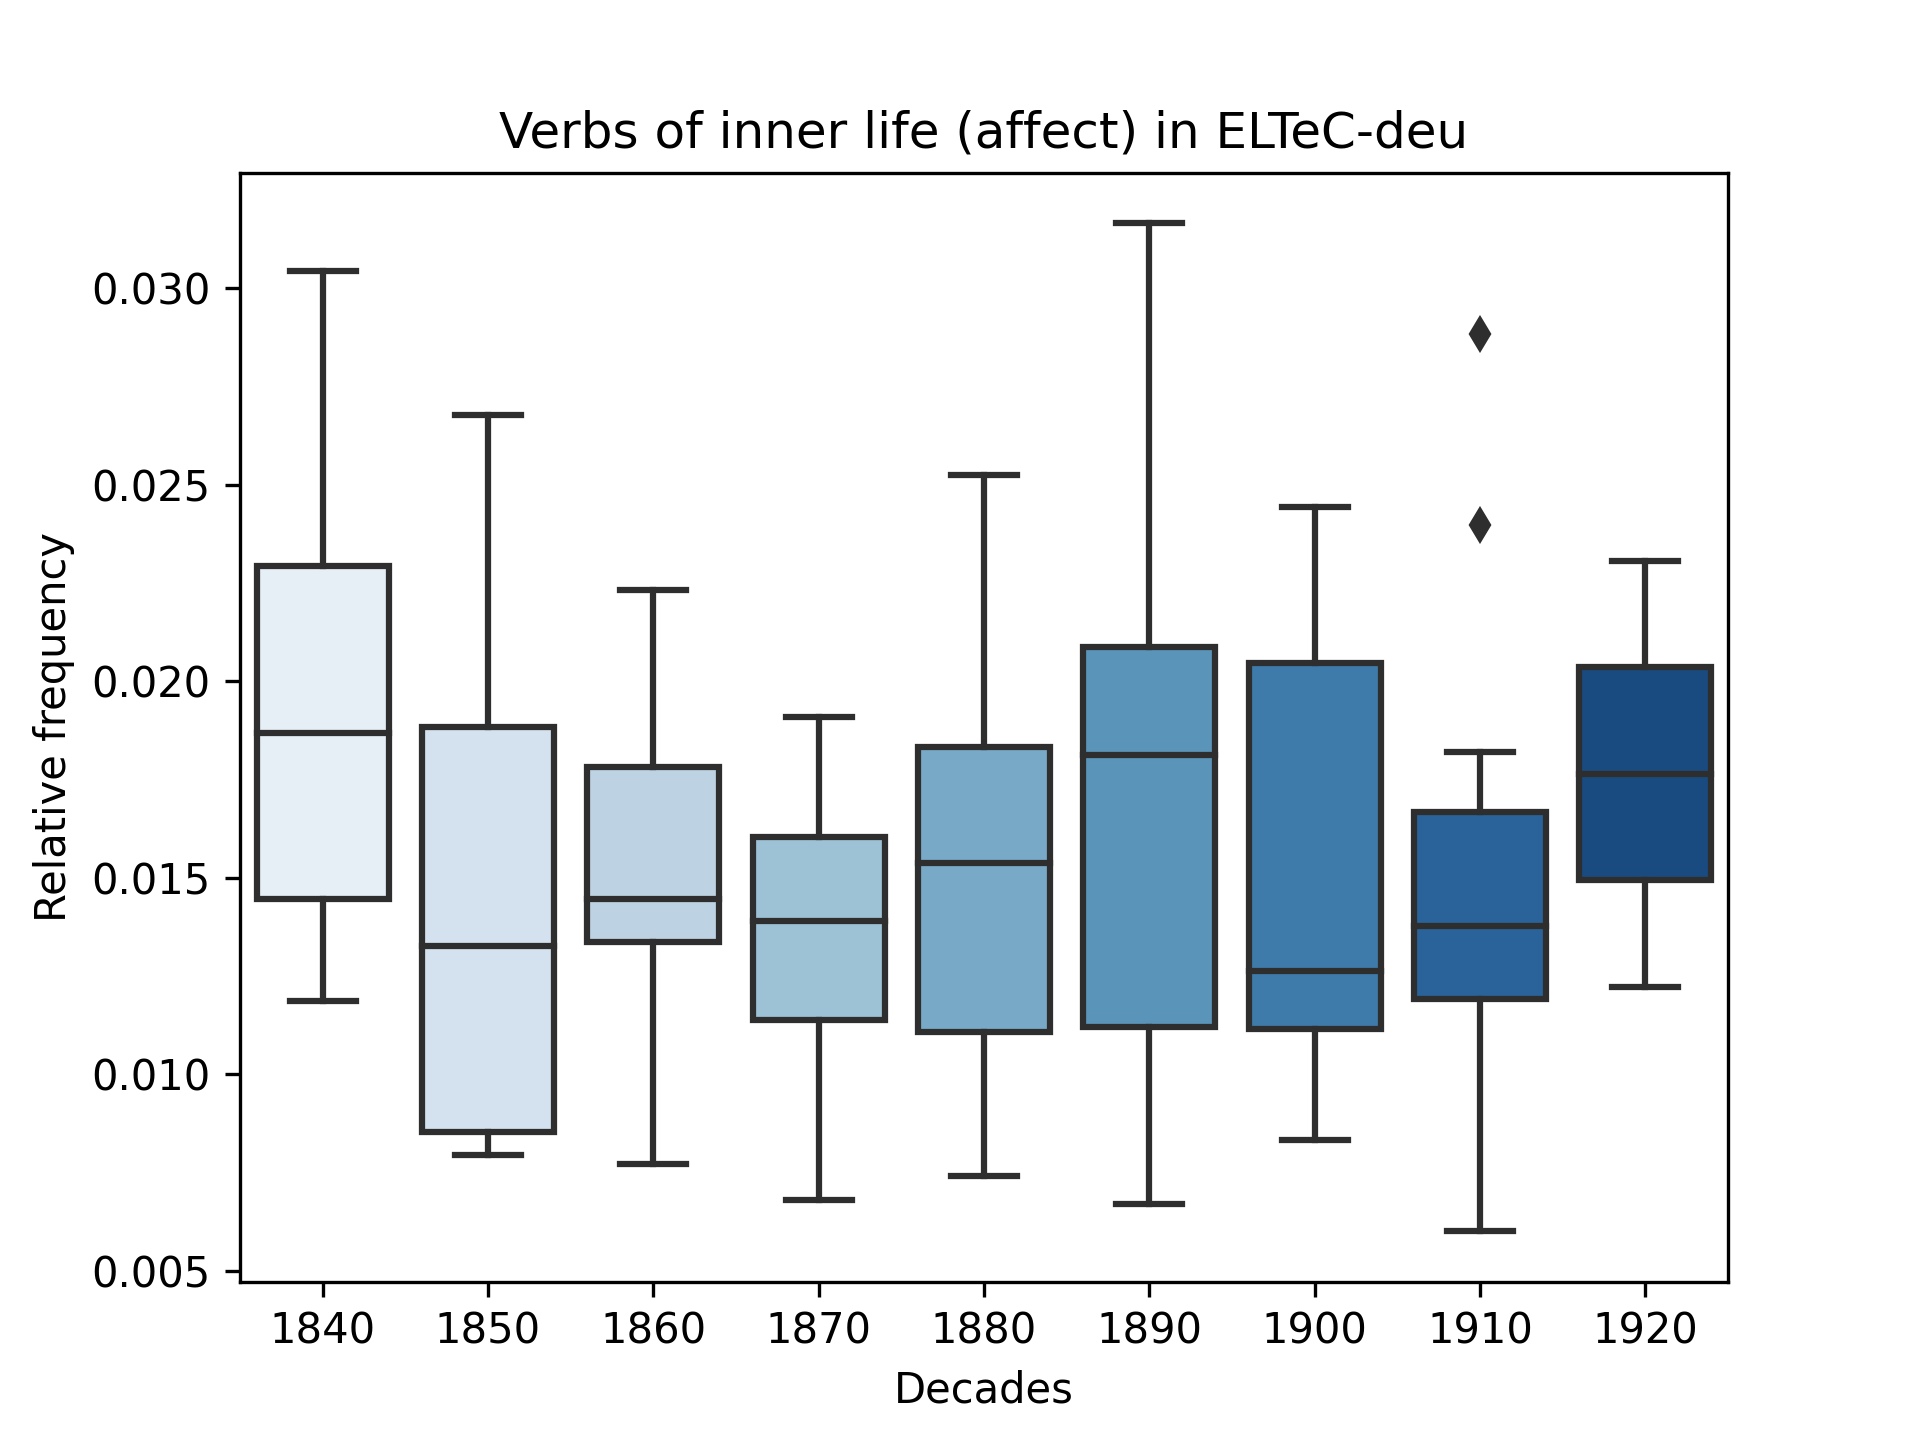 Verbs of inner life (affect) in ELTeC-deu
Relative frequency
0.030
0.025
0.020
0.015
0.010
0.005
1840 1850 1860 1870 1880 1890 1900 1910 1920
Decades